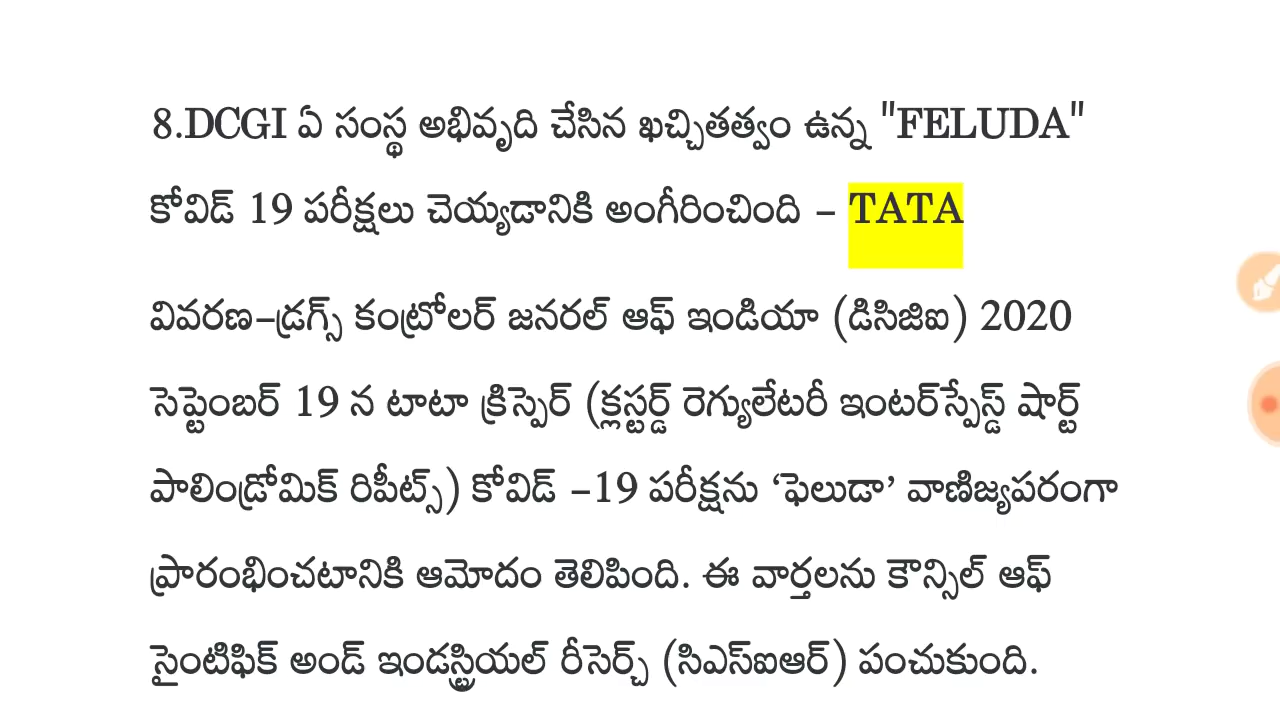 8.DCGI ఏ సంస్థ అభివృది చేసిన ఖచ్చితత్వం ఉన్న "FELUDA"
కోవిడ్ 19 పరీక్షలు చెయ్యడానికి అంగీరించింది – TATA
వివరణ–డ్రగ్స్ కంట్రోలర్ జనరల్ ఆఫ్ ఇండియా (డిసిజిఐ) 2020
సెప్టెంబర్ 19 న టాటా క్రిస్పెర్ (క్లస్టర్డ్ రెగ్యులేటరీ ఇంటర్‌స్పేస్డ్ షార్ట్
పాలిండ్రోమిక్ రిపీట్స్) కోవిడ్ –19 పరీక్షను ‘ఫెలుడా’ వాణిజ్యపరంగా
ప్రారంభించటానికి ఆమోదం తెలిపింది. ఈ వార్తలను కౌన్సిల్ ఆఫ్
సైంటిఫిక్ అండ్ ఇండస్ట్రియల్ రీసెర్చ్ (సిఎస్ఐఆర్) పంచుకుంది.